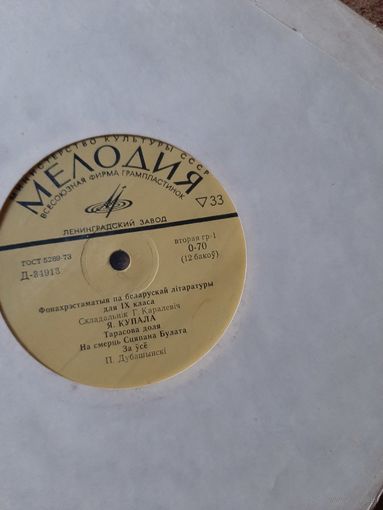 МИНИСТЕРСТВО КУЛЬТУРЫ СССР
МЕЛОДИЯ
ВСЕСОЮЗНАЯ ФИРМА ГРАМПЛАСТИНОК
▽33
ЛЕНИНГРАДСКИЙ ЗАВОД
ГОСТ 5289-73
Д-34913
вторая гр-1
0-70
(12 бакоў)
Фонахрэстаматыя па беларускай літаратуры
для IX класа
Складальнік Г. Каралевіч
Я. КУПАЛА
Тарасова доля
На смерць Сцяпана Булата
За ўсё
П. Дубашынскі